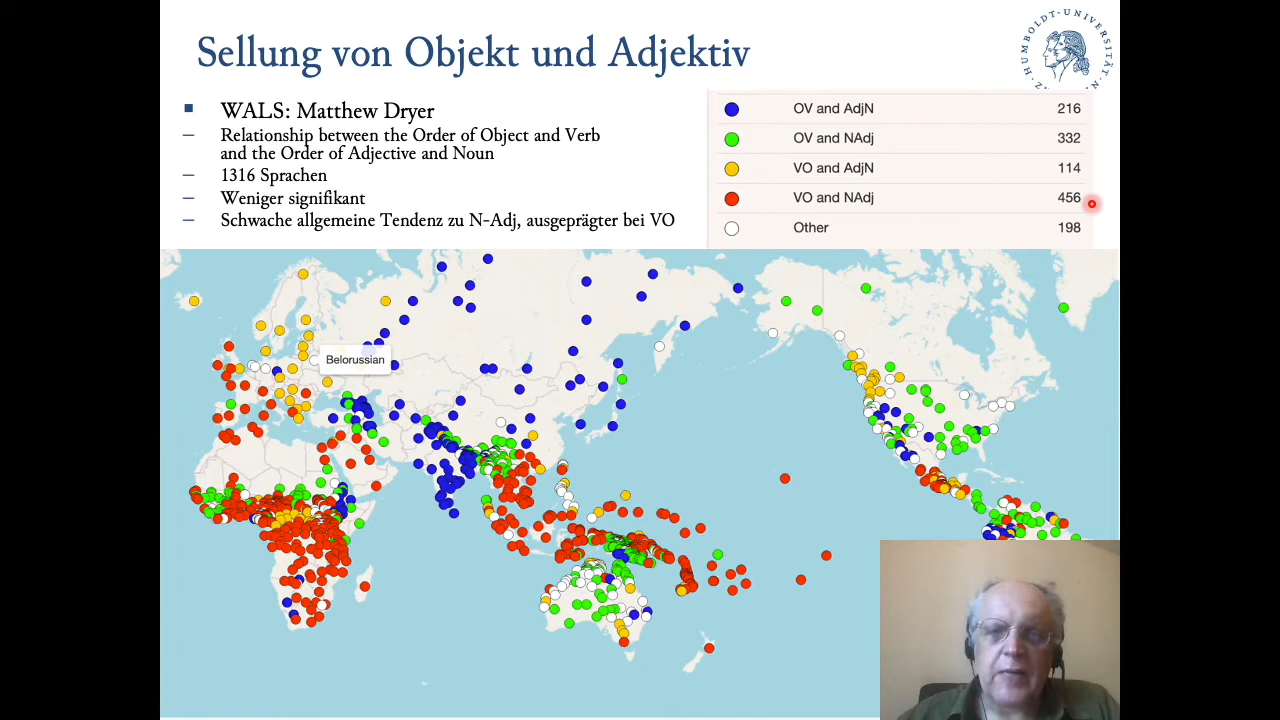 Sellung von Objekt und Adjektiv
HUMBOLDT-UNIVERSITÄT
WALS: Matthew Dryer
Relationship between the Order of Object and Verb
and the Order of Adjective and Noun
1316 Sprachen
Weniger signifikant
Schwache allgemeine Tendenz zu N-Adj, ausgeprägter bei VO
OV and AdjN 216
OV and NAdj 332
VO and AdjN 114
VO and NAdj 456
Other 198
Belorussian